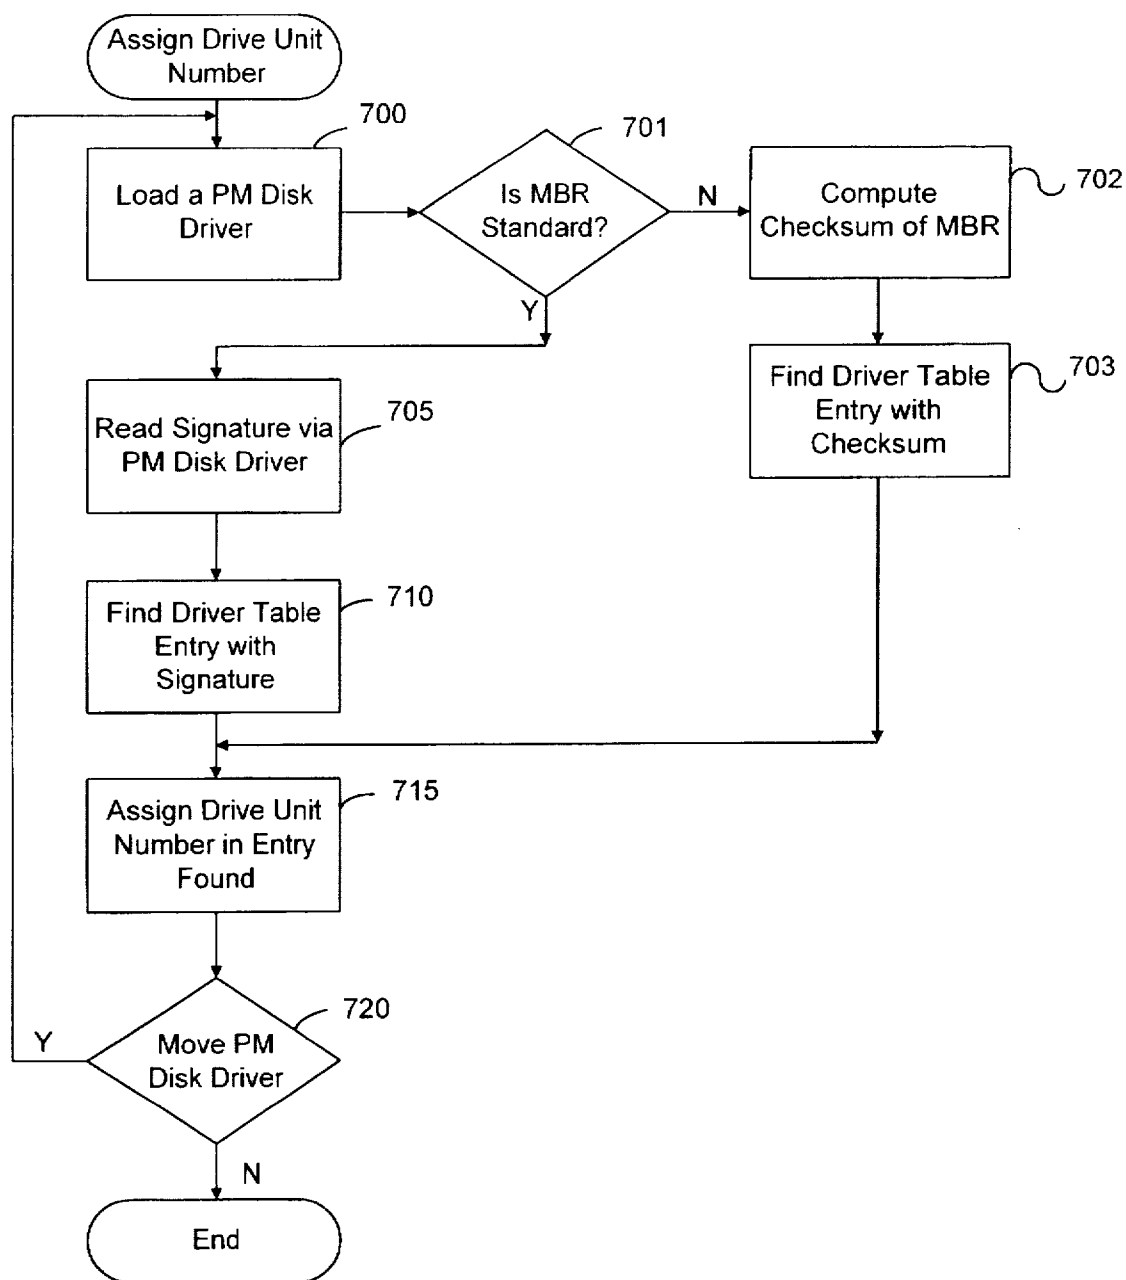 Assign Drive Unit
Number
700
Load a PM Disk
Driver
701
Is MBR
Standard?
N
702
Compute
Checksum of MBR
Y
703
Find Driver Table
Entry with
Checksum
705
Read Signature via
PM Disk Driver
710
Find Driver Table
Entry with
Signature
715
Assign Drive Unit
Number in Entry
Found
720
Move PM
Disk Driver
Y
N
End